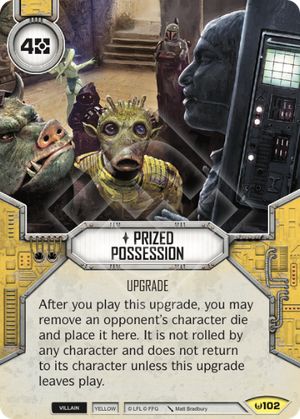 4
PRIZED
POSSESSION
UPGRADE
After you play this upgrade, you may
remove an opponent's character die
and place it here. It is not rolled by
any character and does not return
to its character unless this upgrade
leaves play.
VILLAIN YELLOW © LFL © FFG Matt Bradbury 102